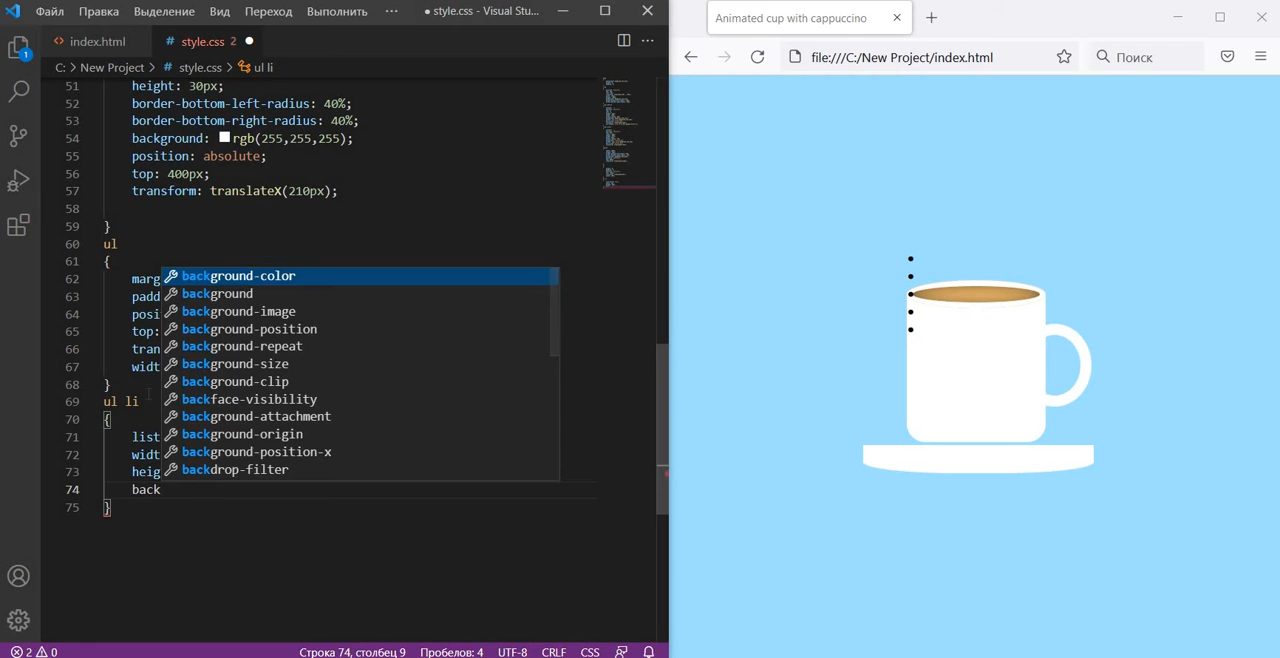 Файл Правка Выделение Вид Переход Выполнить ··· ● style.css - Visual Stu...
index.html # style.css 2 ●
C: > New Project > # style.css > ul li
51 height: 30px;
52 border-bottom-left-radius: 40%;
53 border-bottom-right-radius: 40%;
54 background: rgb(255,255,255);
55 position: absolute;
56 top: 400px;
57 transform: translateX(210px);
58
59 }
60 ul
61 {
62 marg
63 padd
64 posi
65 top:
66 tran
67 widt
68 }
69 ul li
70 {
71 list
72 widt
73 heig
74 back
75 }
background-color
background
background-image
background-position
background-repeat
background-size
background-clip
backface-visibility
background-attachment
background-origin
background-position-x
backdrop-filter
1
2 0 Строка 74, столбец 9 Пробелов: 4 UTF-8 CRLF CSS
Animated cup with cappuccino
file:///C:/New Project/index.html
Поиск